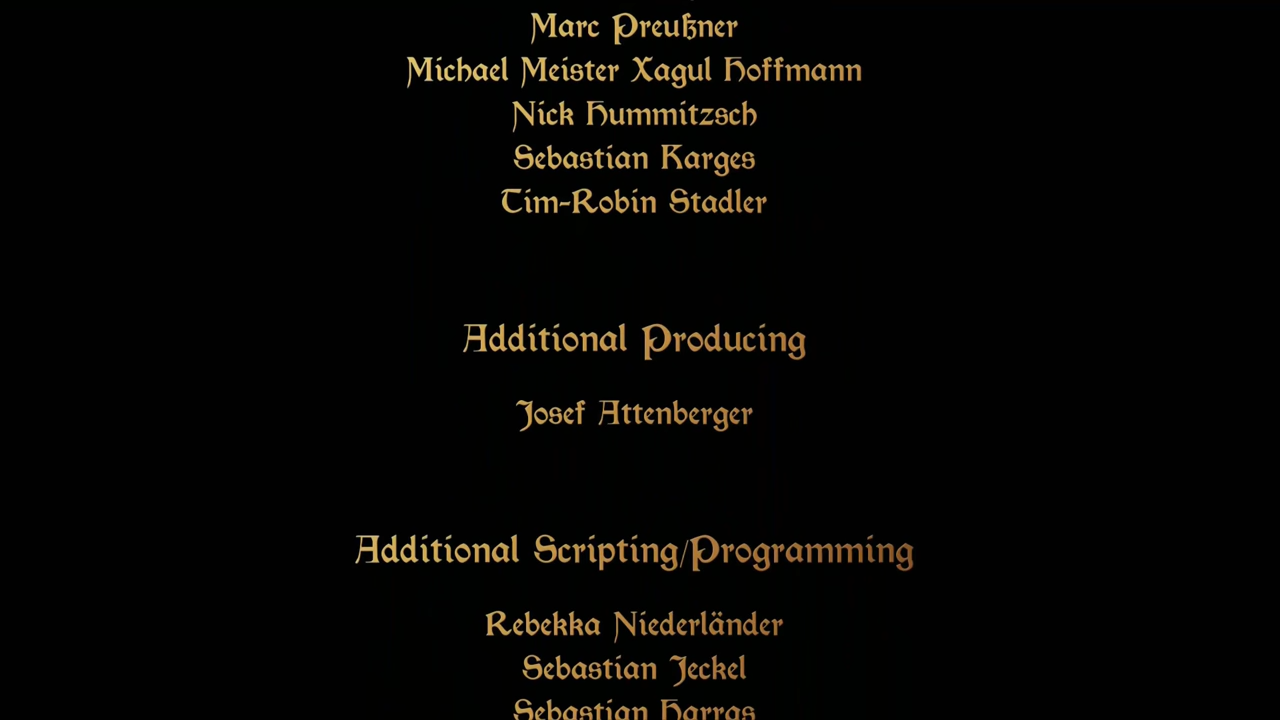 Marc Preußner
Michael Meister Xagul Hoffmann
Nick Hummitzsch
Sebastian Karges
Tim-Robin Stadler
Additional Producing
Josef Attenberger
Additional Scripting/Programming
Rebekka Niederländer
Sebastian Jeckel
Sebastian Harras